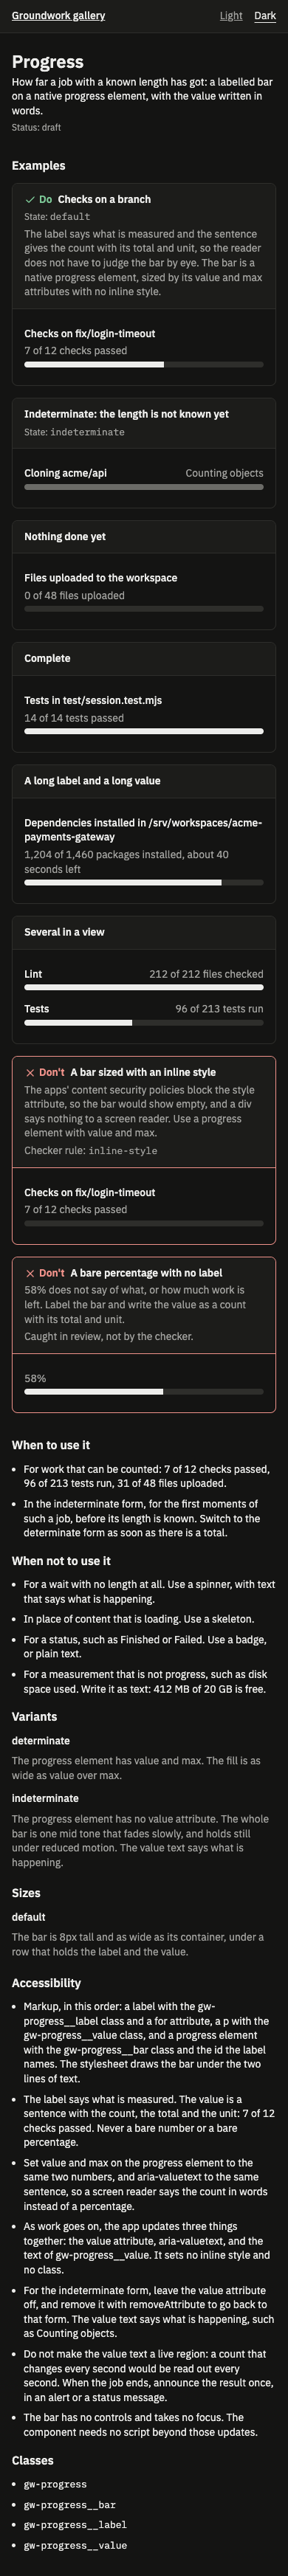 Groundwork gallery Light Dark
Progress
How far a job with a known length has got: a labelled bar
on a native progress element, with the value written in
words.
Status: draft
Examples
Do Checks on a branch
State: default
The label says what is measured and the sentence
gives the count with its total and unit, so the reader
does not have to judge the bar by eye. The bar is a
native progress element, sized by its value and max
attributes with no inline style.
Checks on fix/login-timeout
7 of 12 checks passed
Indeterminate: the length is not known yet
State: indeterminate
Cloning acme/api Counting objects
Nothing done yet
Files uploaded to the workspace
0 of 48 files uploaded
Complete
Tests in test/session.test.mjs
14 of 14 tests passed
A long label and a long value
Dependencies installed in /srv/workspaces/acme-
payments-gateway
1,204 of 1,460 packages installed, about 40
seconds left
Several in a view
Lint 212 of 212 files checked
Tests 96 of 213 tests run
Don't A bar sized with an inline style
The apps' content security policies block the style
attribute, so the bar would show empty, and a div
says nothing to a screen reader. Use a progress
element with value and max.
Checker rule: inline-style
Checks on fix/login-timeout
7 of 12 checks passed
Don't A bare percentage with no label
58% does not say of what, or how much work is
left. Label the bar and write the value as a count
with its total and unit.
Caught in review, not by the checker.
58%
When to use it
• For work that can be counted: 7 of 12 checks passed,
96 of 213 tests run, 31 of 48 files uploaded.
• In the indeterminate form, for the first moments of
such a job, before its length is known. Switch to the
determinate form as soon as there is a total.
When not to use it
• For a wait with no length at all. Use a spinner, with text
that says what is happening.
• In place of content that is loading. Use a skeleton.
• For a status, such as Finished or Failed. Use a badge,
or plain text.
• For a measurement that is not progress, such as disk
space used. Write it as text: 412 MB of 20 GB is free.
Variants
determinate
The progress element has value and max. The fill is as
wide as value over max.
indeterminate
The progress element has no value attribute. The whole
bar is one mid tone that fades slowly, and holds still
under reduced motion. The value text says what is
happening.
Sizes
default
The bar is 8px tall and as wide as its container, under a
row that holds the label and the value.
Accessibility
• Markup, in this order: a label with the gw-
progress__label class and a for attribute, a p with the
gw-progress__value class, and a progress element
with the gw-progress__bar class and the id the label
names. The stylesheet draws the bar under the two
lines of text.
• The label says what is measured. The value is a
sentence with the count, the total and the unit: 7 of 12
checks passed. Never a bare number or a bare
percentage.
• Set value and max on the progress element to the
same two numbers, and aria-valuetext to the same
sentence, so a screen reader says the count in words
instead of a percentage.
• As work goes on, the app updates three things
together: the value attribute, aria-valuetext, and the
text of gw-progress__value. It sets no inline style and
no class.
• For the indeterminate form, leave the value attribute
off, and remove it with removeAttribute to go back to
that form. The value text says what is happening, such
as Counting objects.
• Do not make the value text a live region: a count that
changes every second would be read out every
second. When the job ends, announce the result once,
in an alert or a status message.
• The bar has no controls and takes no focus. The
component needs no script beyond those updates.
Classes
• gw-progress
• gw-progress__bar
• gw-progress__label
• gw-progress__value